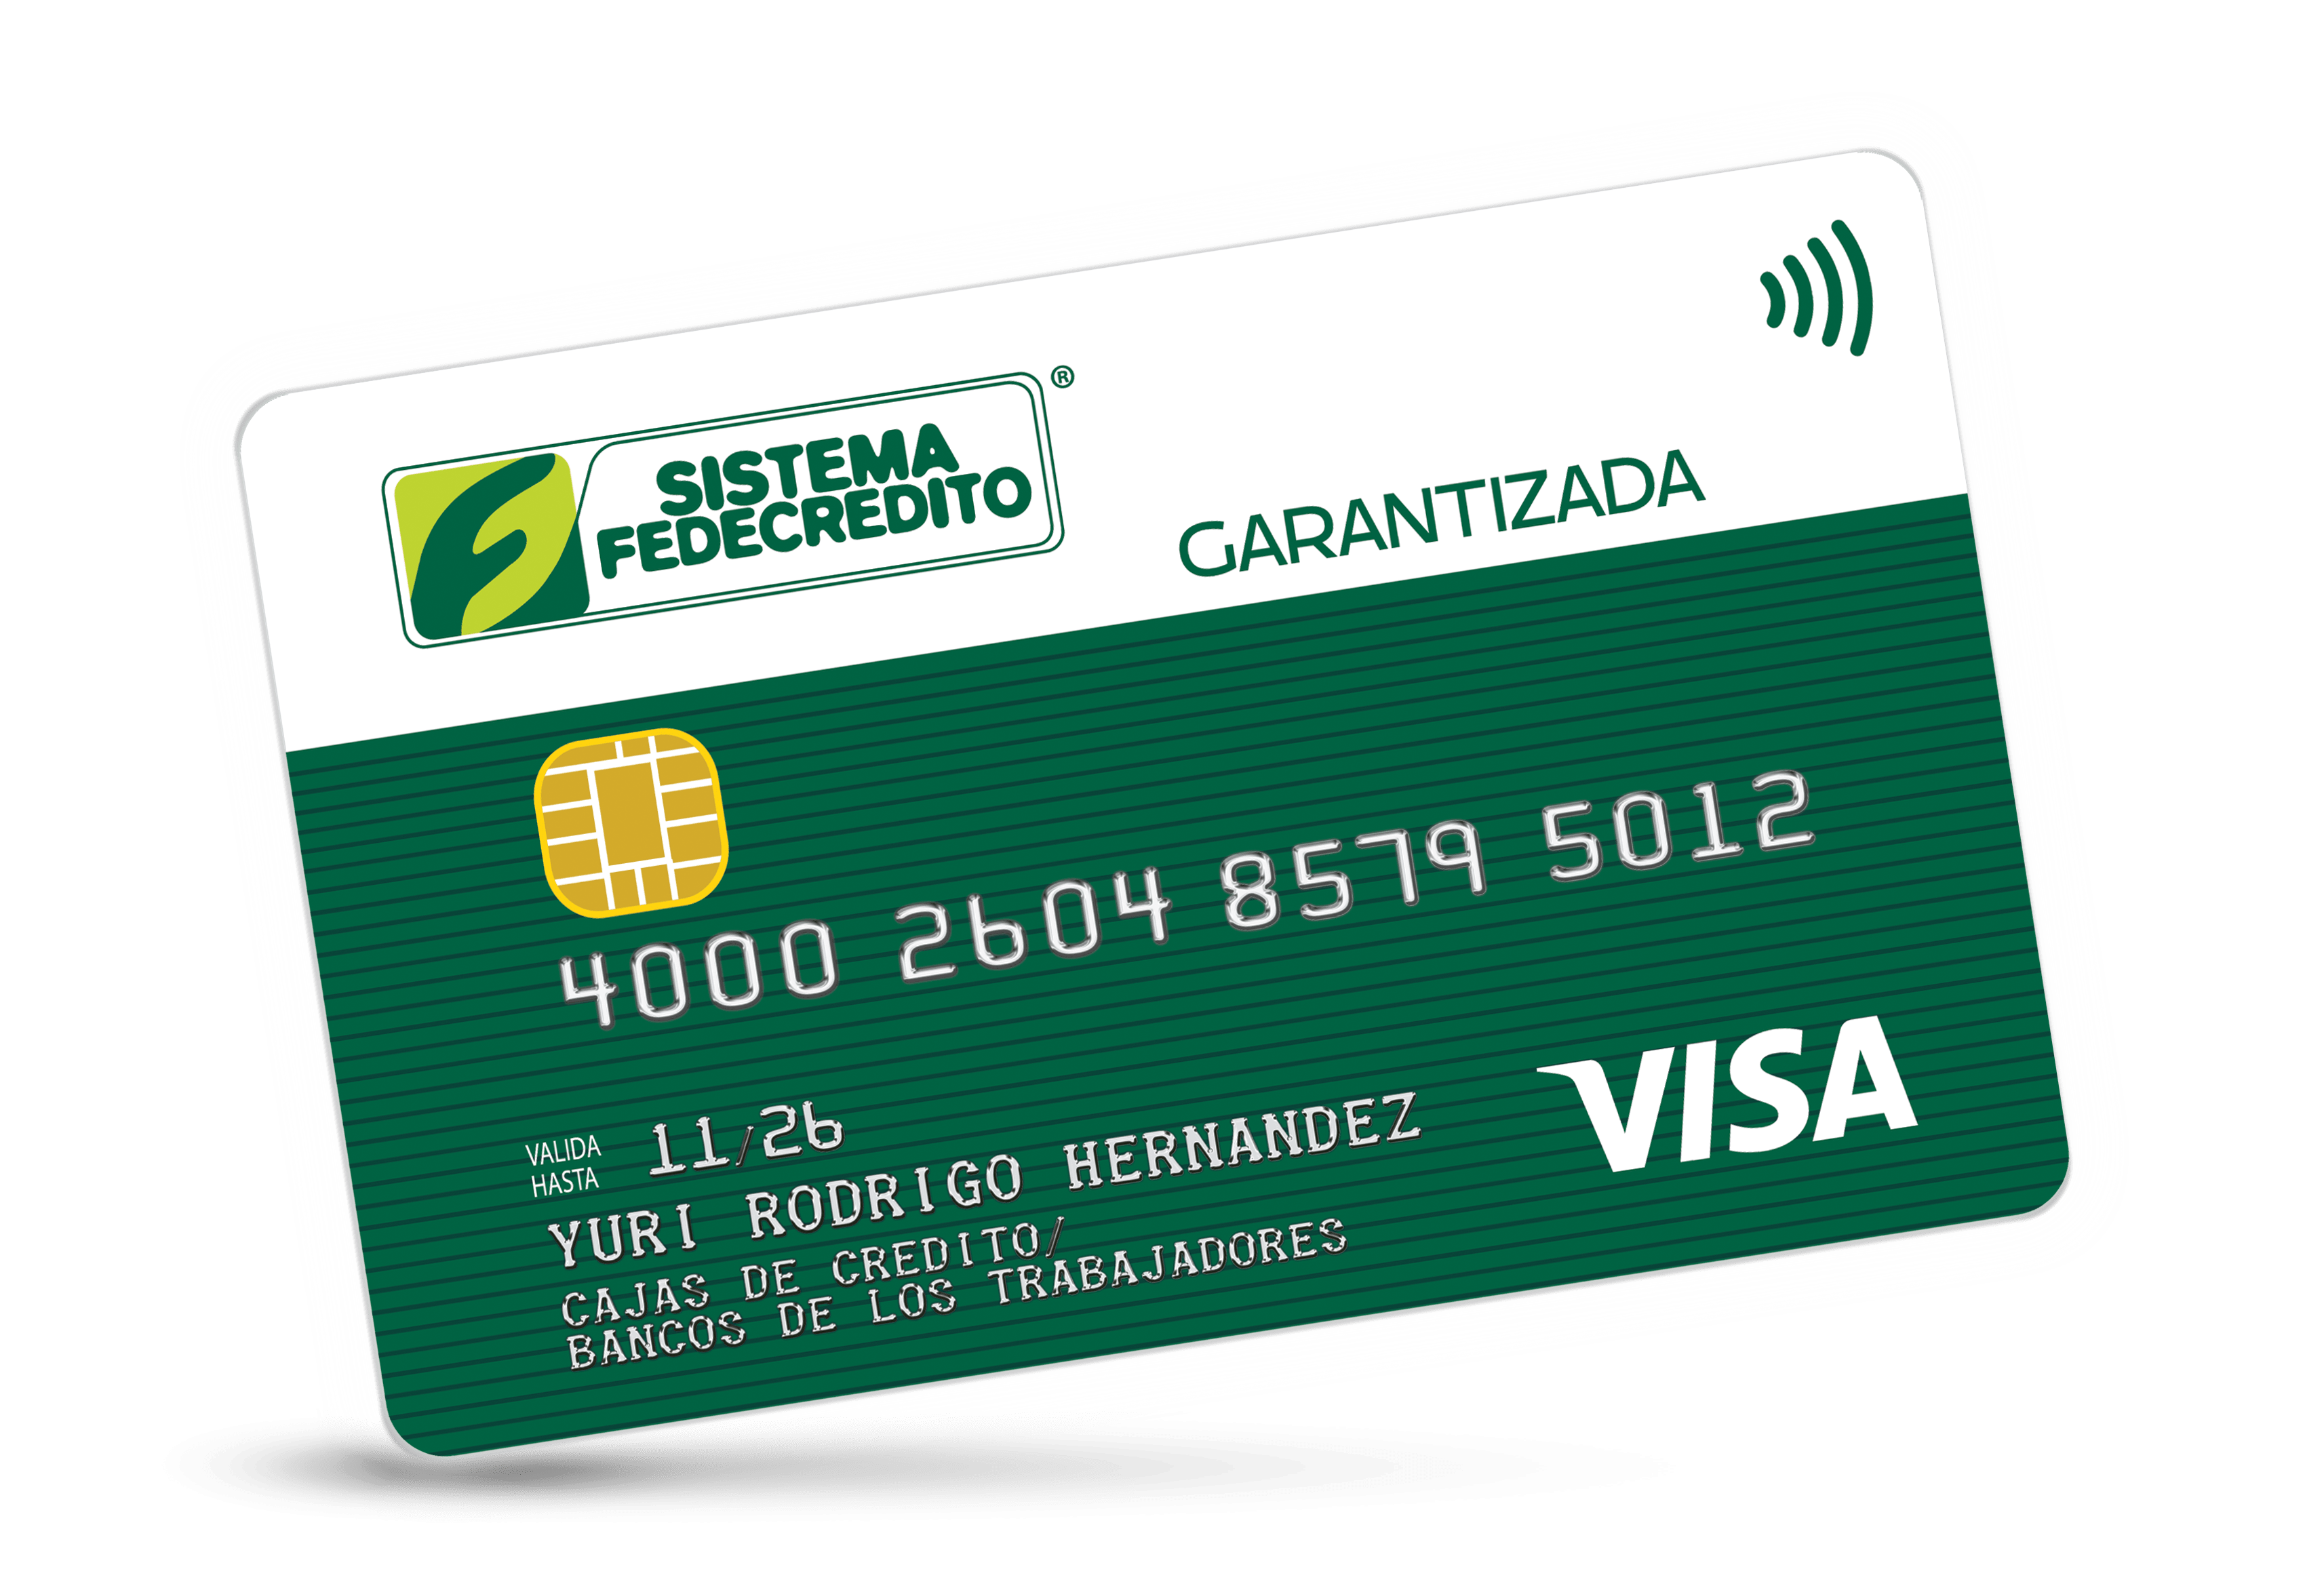 SISTEMA
FEDECREDITO ®
GARANTIZADA
4000 2604 8579 5012
VALIDA
HASTA
11/26
YURI RODRIGO HERNANDEZ
CAJAS DE CREDITO/
BANCOS DE LOS TRABAJADORES
VISA